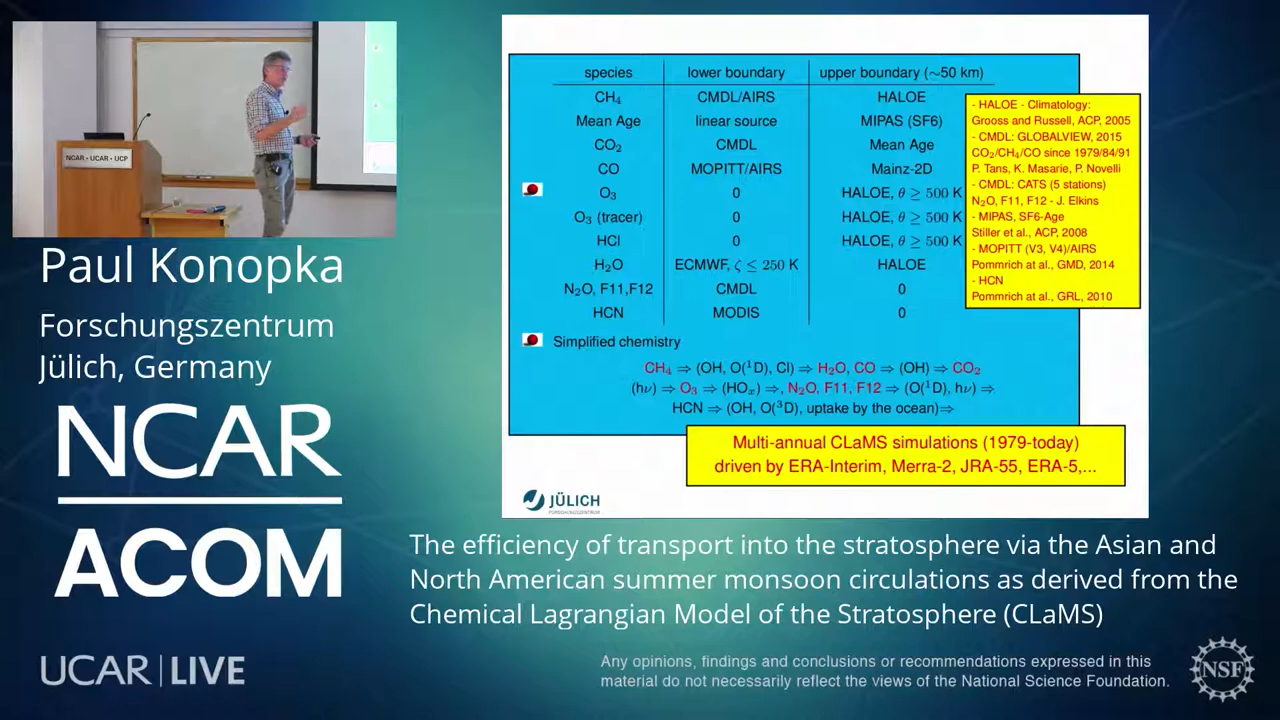 NCAR • UCAR • UCP
Paul Konopka
Forschungszentrum
Jülich, Germany
NCAR
ACOM
UCAR | LIVE
species lower boundary upper boundary (∼50 km)
CH₄ CMDL/AIRS HALOE
Mean Age linear source MIPAS (SF6)
CO₂ CMDL Mean Age
CO MOPITT/AIRS Mainz-2D
O₃ 0 HALOE, θ ≥ 500 K
O₃ (tracer) 0 HALOE, θ ≥ 500 K
HCl 0 HALOE, θ ≥ 500 K
H₂O ECMWF, ζ ≤ 250 K HALOE
N₂O, F11,F12 CMDL 0
HCN MODIS 0
- HALOE - Climatology:
Grooss and Russell, ACP, 2005
- CMDL: GLOBALVIEW, 2015
CO₂/CH₄/CO since 1979/84/91
P. Tans, K. Masarie, P. Novelli
- CMDL: CATS (5 stations)
N₂O, F11, F12 - J. Elkins
- MIPAS, SF6-Age
Stiller et al., ACP, 2008
- MOPITT (V3, V4)/AIRS
Pommrich at al., GMD, 2014
- HCN
Pommrich at al., GRL, 2010
Simplified chemistry
CH₄ ⇒ (OH, O(¹D), Cl) ⇒ H₂O, CO ⇒ (OH) ⇒ CO₂
(hν) ⇒ O₃ ⇒ (HOₓ) ⇒, N₂O, F11, F12 ⇒ (O(¹D), hν) ⇒
HCN ⇒ (OH, O(³D), uptake by the ocean)⇒
Multi-annual CLaMS simulations (1979-today)
driven by ERA-Interim, Merra-2, JRA-55, ERA-5,...
JÜLICH
FORSCHUNGSZENTRUM
The efficiency of transport into the stratosphere via the Asian and
North American summer monsoon circulations as derived from the
Chemical Lagrangian Model of the Stratosphere (CLaMS)
Any opinions, findings and conclusions or recommendations expressed in this
material do not necessarily reflect the views of the National Science Foundation.
NSF